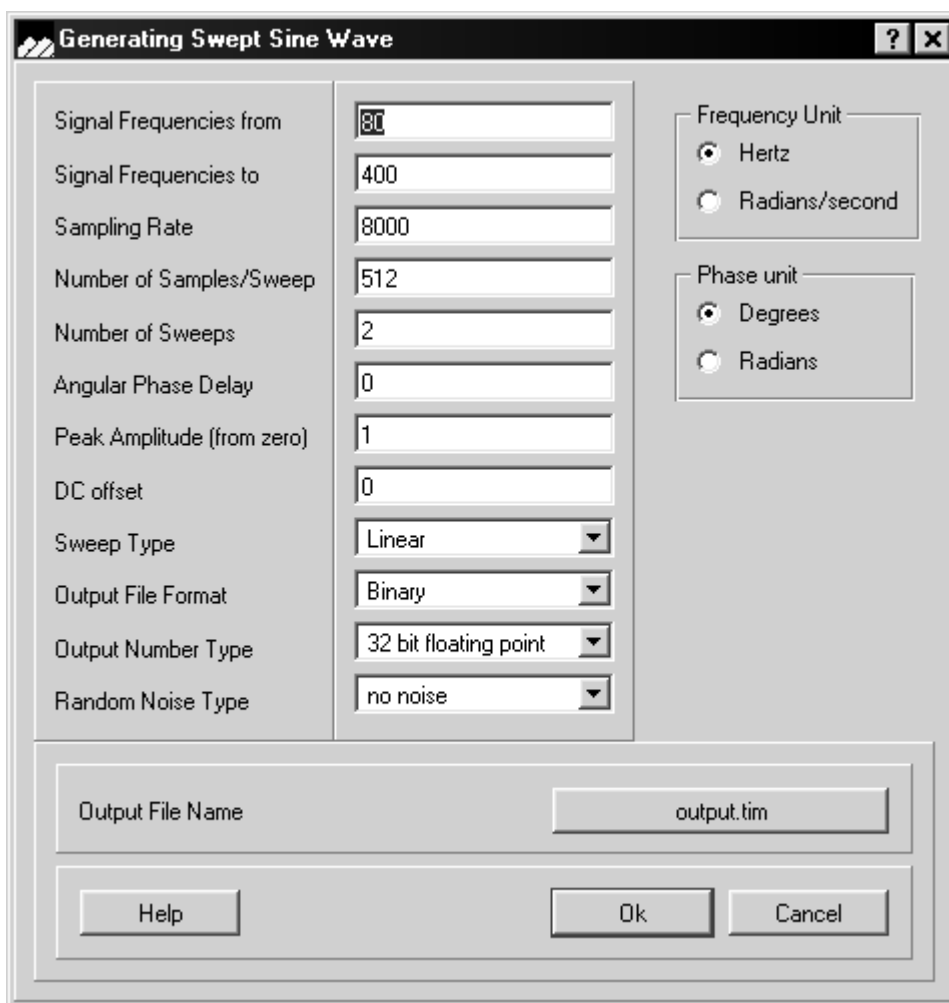 Generating Swept Sine Wave
Signal Frequencies from 80
Signal Frequencies to 400
Sampling Rate 8000
Number of Samples/Sweep 512
Number of Sweeps 2
Angular Phase Delay 0
Peak Amplitude (from zero) 1
DC offset 0
Sweep Type Linear
Output File Format Binary
Output Number Type 32 bit floating point
Random Noise Type no noise
Frequency Unit
Hertz
Radians/second
Phase unit
Degrees
Radians
Output File Name output.tim
Help Ok Cancel